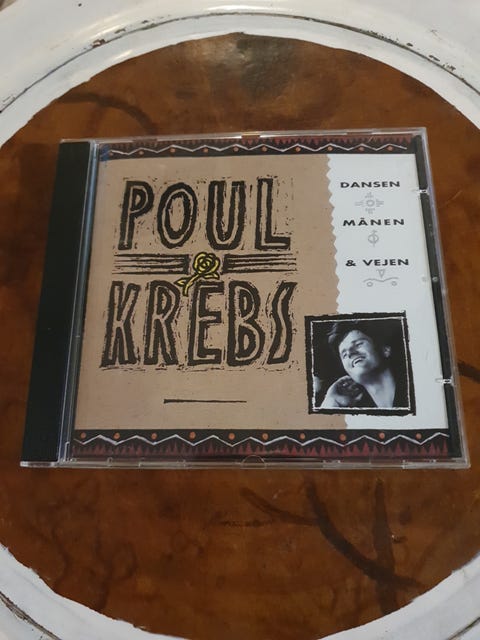 POUL
KREBS
DANSEN
MÅNEN
& VEJEN